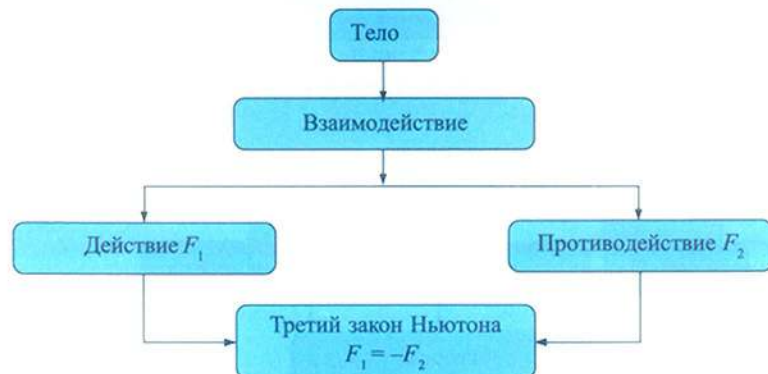 Тело
Взаимодействие
Действие F₁
Противодействие F₂
Третий закон Ньютона
F₁ = –F₂